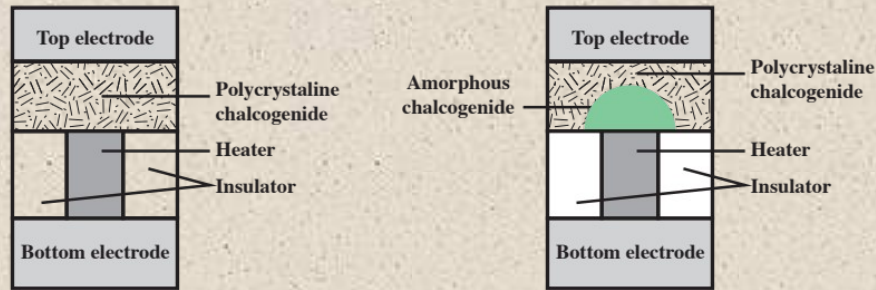 Top electrode
Polycrystaline
chalcogenide
Heater
Insulator
Bottom electrode
Top electrode
Polycrystaline
chalcogenide
Amorphous
chalcogenide
Heater
Insulator
Bottom electrode